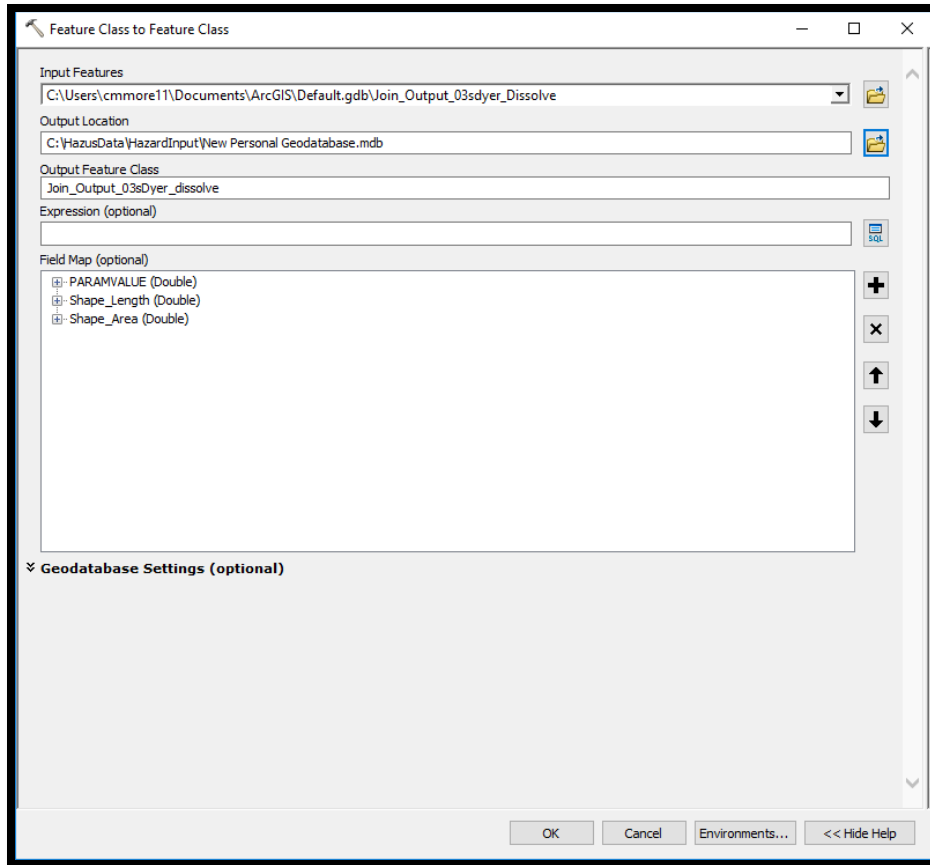 Feature Class to Feature Class
Input Features
C:\Users\cmmore11\Documents\ArcGIS\Default.gdb\Join_Output_03sdyer_Dissolve
Output Location
C:\HazusData\HazardInput\New Personal Geodatabase.mdb
Output Feature Class
Join_Output_03sDyer_dissolve
Expression (optional)
SQL
Field Map (optional)
PARAMVALUE (Double)
Shape_Length (Double)
Shape_Area (Double)
Geodatabase Settings (optional)
OK Cancel Environments... << Hide Help